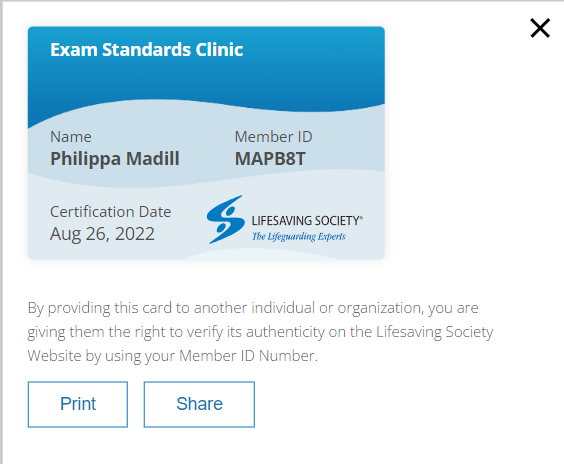 Exam Standards Clinic
Name
Philippa Madill
Member ID
MAPB8T
Certification Date
Aug 26, 2022
LIFESAVING SOCIETY®
The Lifeguarding Experts
By providing this card to another individual or organization, you are
giving them the right to verify its authenticity on the Lifesaving Society
Website by using your Member ID Number.
Print
Share